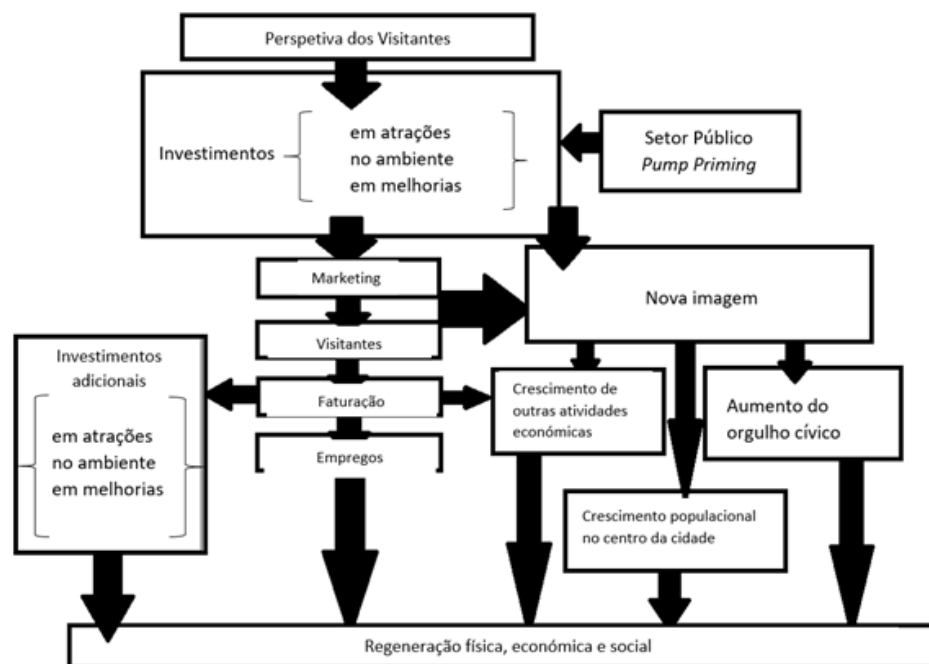 Perspetiva dos Visitantes
Investimentos
em atrações
no ambiente
em melhorias
Setor Público
Pump Priming
Marketing
Nova imagem
Visitantes
Investimentos
adicionais
em atrações
no ambiente
em melhorias
Faturação
Crescimento de
outras atividades
económicas
Aumento do
orgulho cívico
Empregos
Crescimento populacional
no centro da cidade
Regeneração física, económica e social